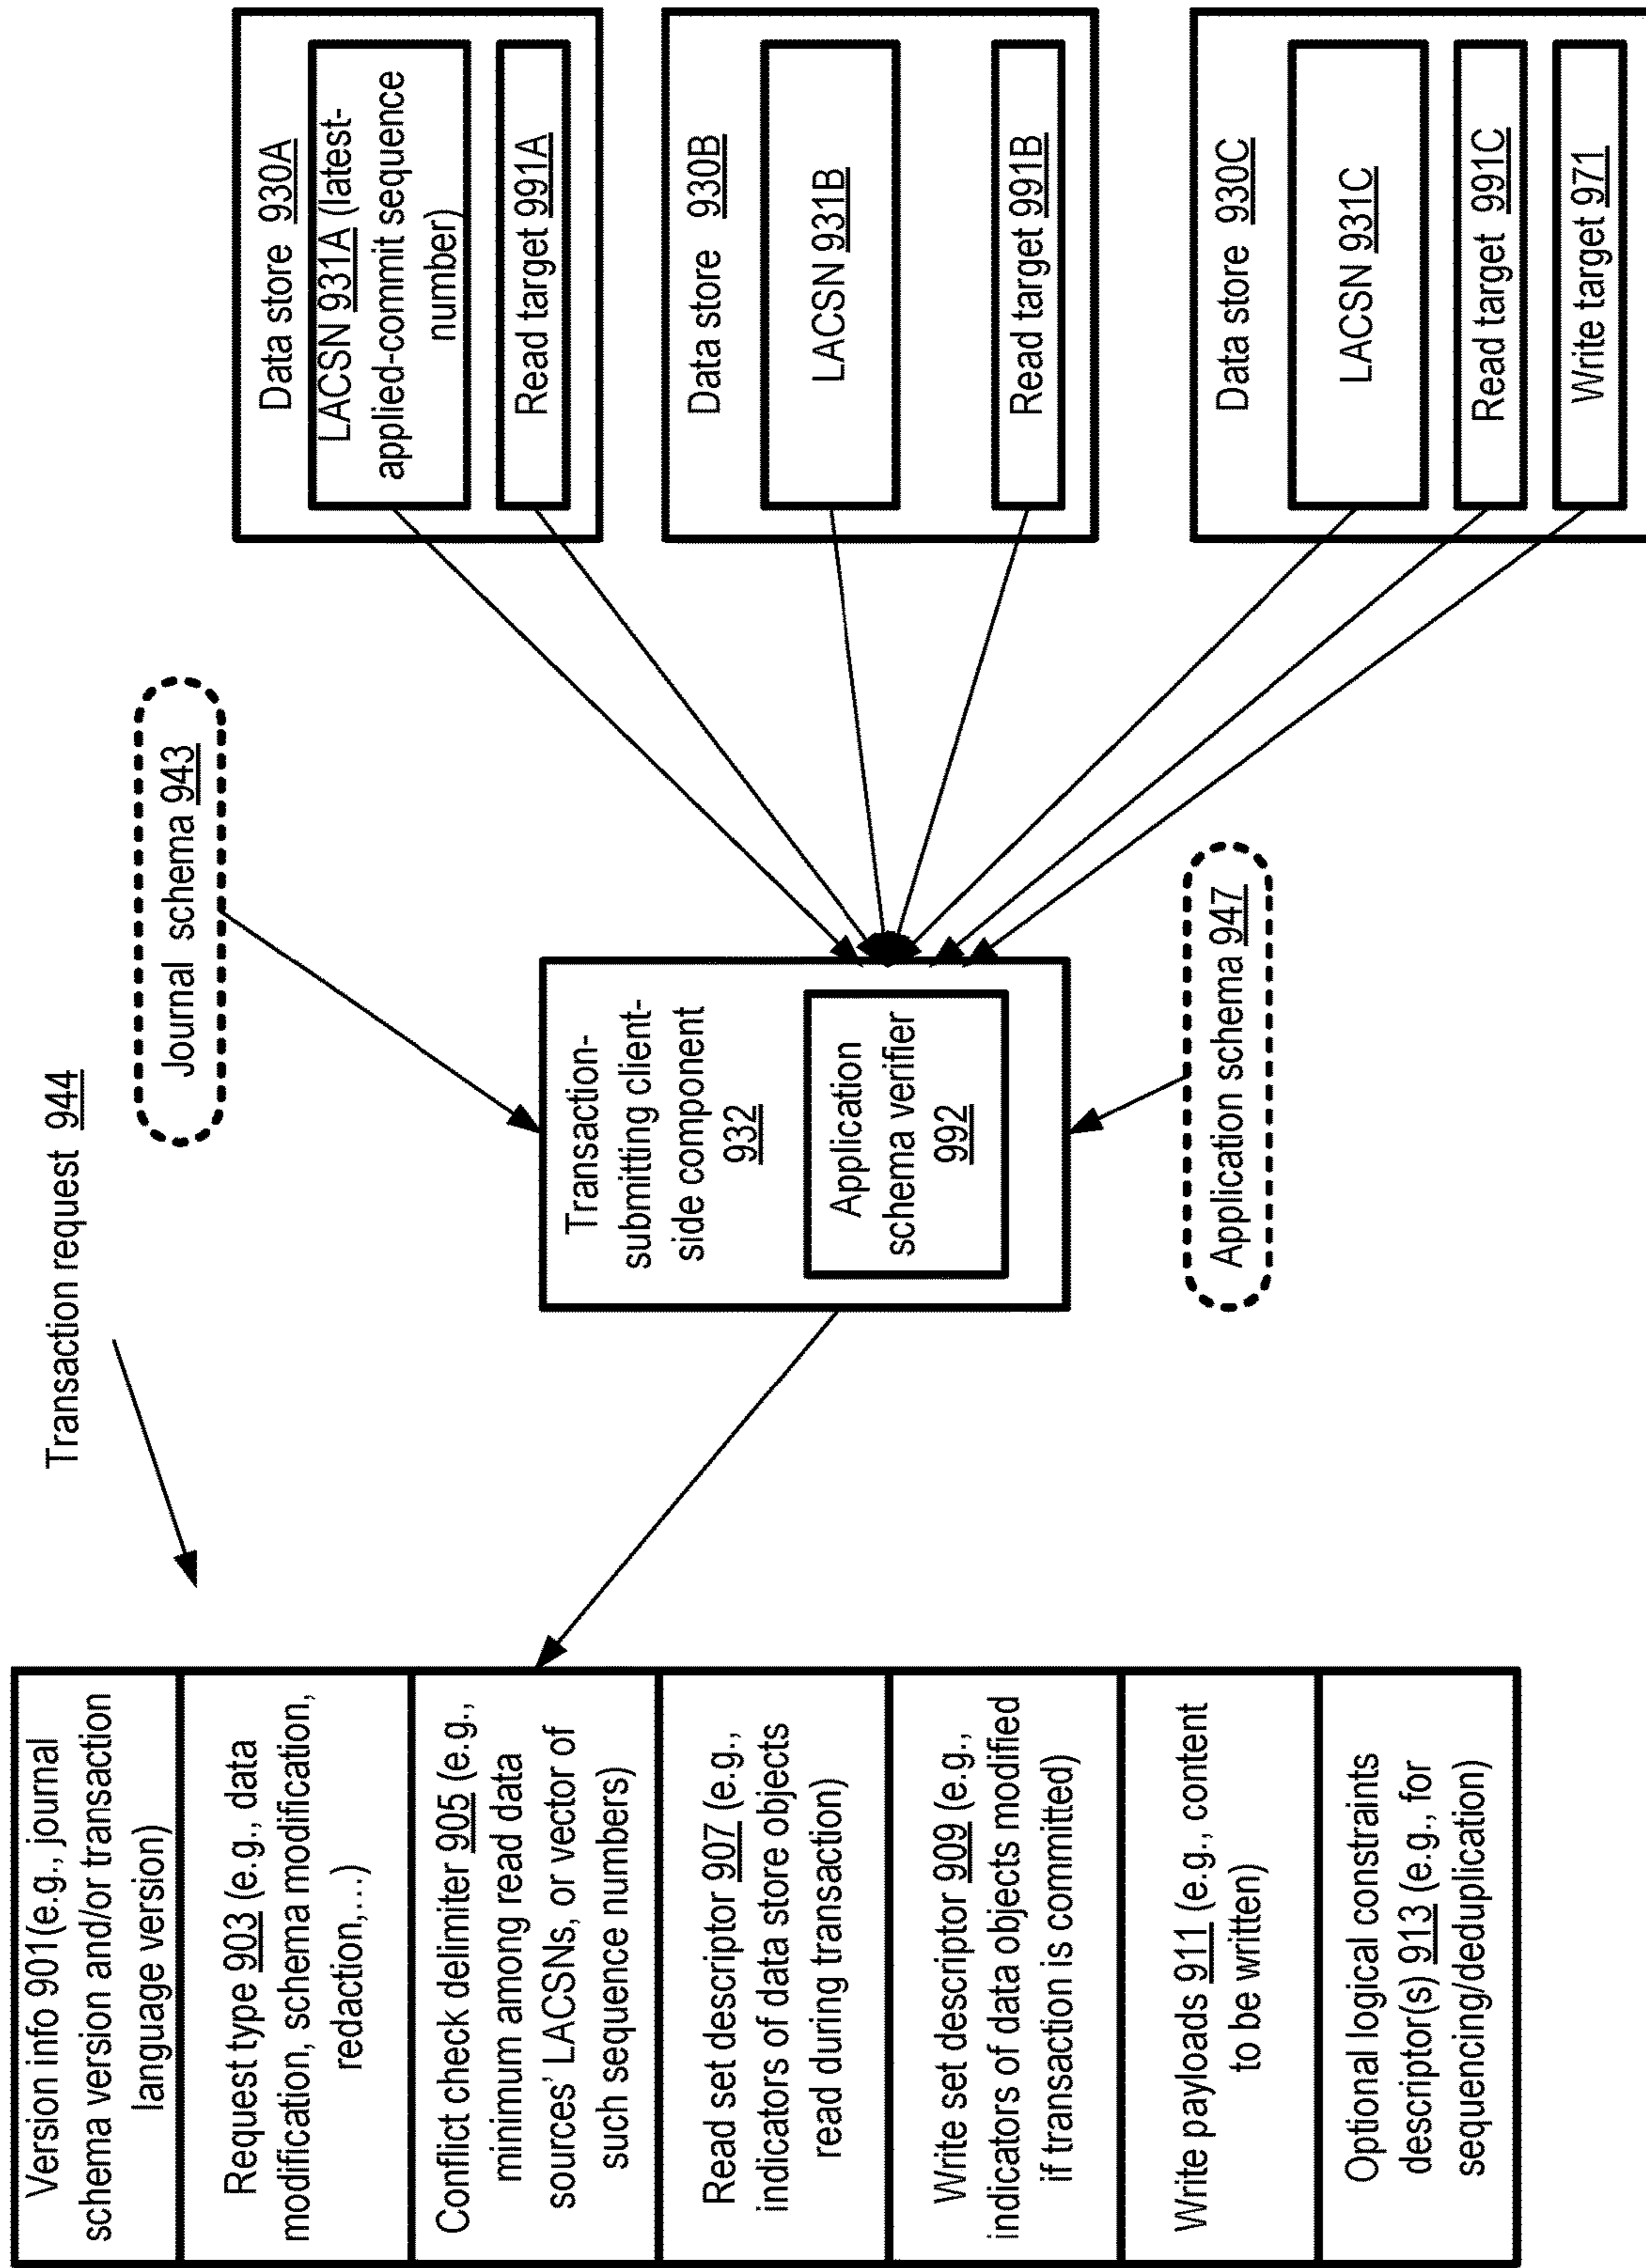 Transaction request 944
Version info 901(e.g., journal
schema version and/or transaction
language version)
Request type 903 (e.g., data
modification, schema modification,
redaction,…)
Conflict check delimiter 905 (e.g.,
minimum among read data
sources' LACSNs, or vector of
such sequence numbers)
Read set descriptor 907 (e.g.,
indicators of data store objects
read during transaction)
Write set descriptor 909 (e.g.,
indicators of data objects modified
if transaction is committed)
Write payloads 911 (e.g., content
to be written)
Optional logical constraints
descriptor(s) 913 (e.g., for
sequencing/deduplication)
Journal schema 943
Transaction-
submitting client-
side component
932
Application
schema verifier
992
Application schema 947
Data store 930A
LACSN 931A (latest-
applied-commit sequence
number)
Read target 991A
Data store 930B
LACSN 931B
Read target 991B
Data store 930C
LACSN 931C
Read target 991C
Write target 971